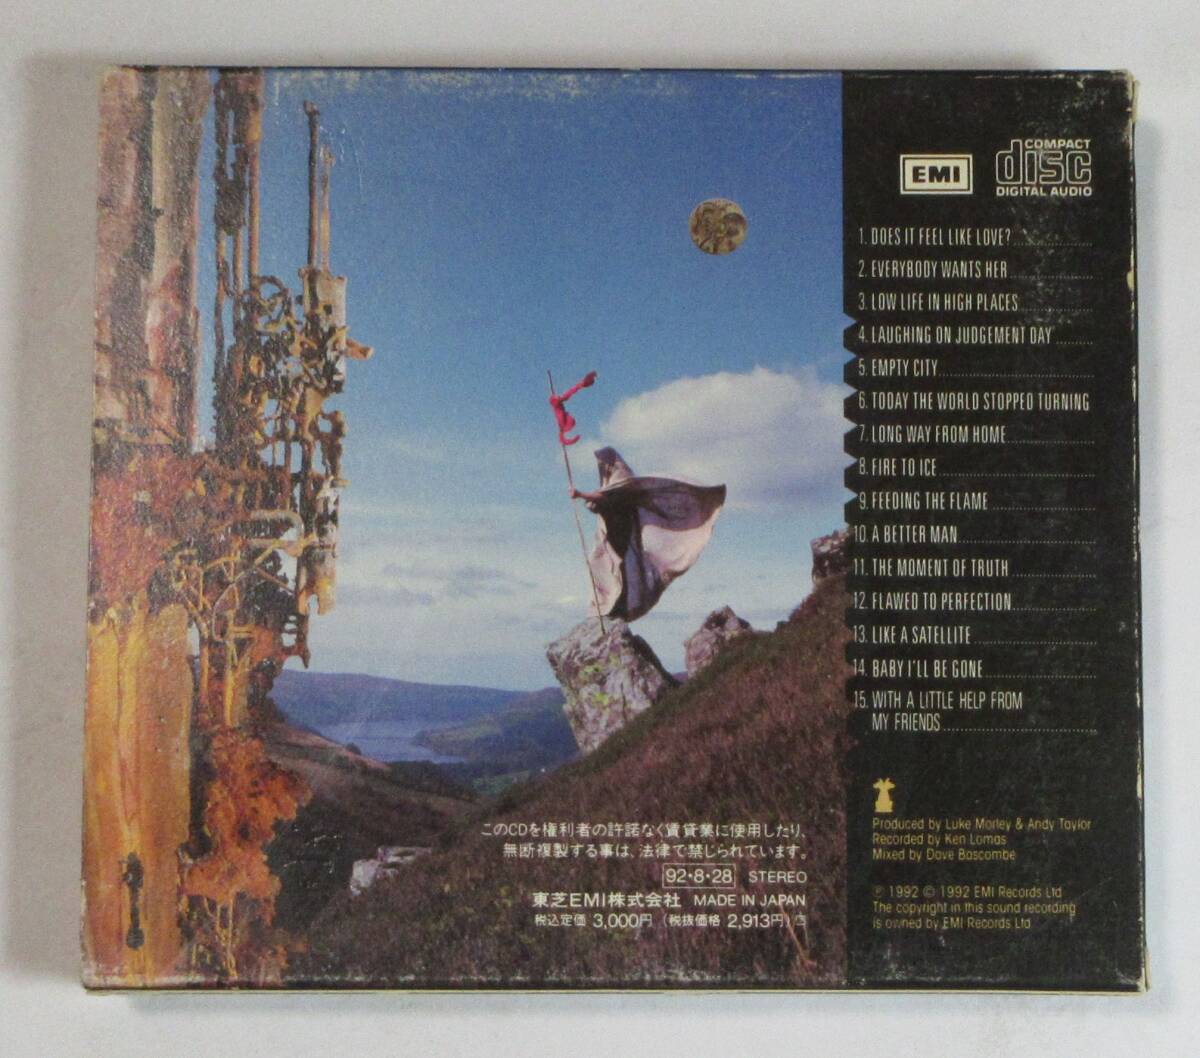 EMI
COMPACT
disc
DIGITAL AUDIO
1. DOES IT FEEL LIKE LOVE?
2. EVERYBODY WANTS HER
3. LOW LIFE IN HIGH PLACES
4. LAUGHING ON JUDGEMENT DAY
5. EMPTY CITY
6. TODAY THE WORLD STOPPED TURNING
7. LONG WAY FROM HOME
8. FIRE TO ICE
9. FEEDING THE FLAME
10. A BETTER MAN
11. THE MOMENT OF TRUTH
12. FLAWED TO PERFECTION
13. LIKE A SATELLITE
14. BABY I'LL BE GONE
15. WITH A LITTLE HELP FROM
MY FRIENDS
Produced by Luke Morley & Andy Taylor
Recorded by Ken Lomas
Mixed by Dave Bascombe
℗ 1992 © 1992 EMI Records Ltd
The copyright in this sound recording
is owned by EMI Records Ltd
このCDを権利者の許諾なく賃貸業に使用したり、
無断複製する事は、法律で禁じられています。
92・8・28 STEREO
東芝EMI株式会社 MADE IN JAPAN
税込定価 3,000円 (税抜価格 2,913円)